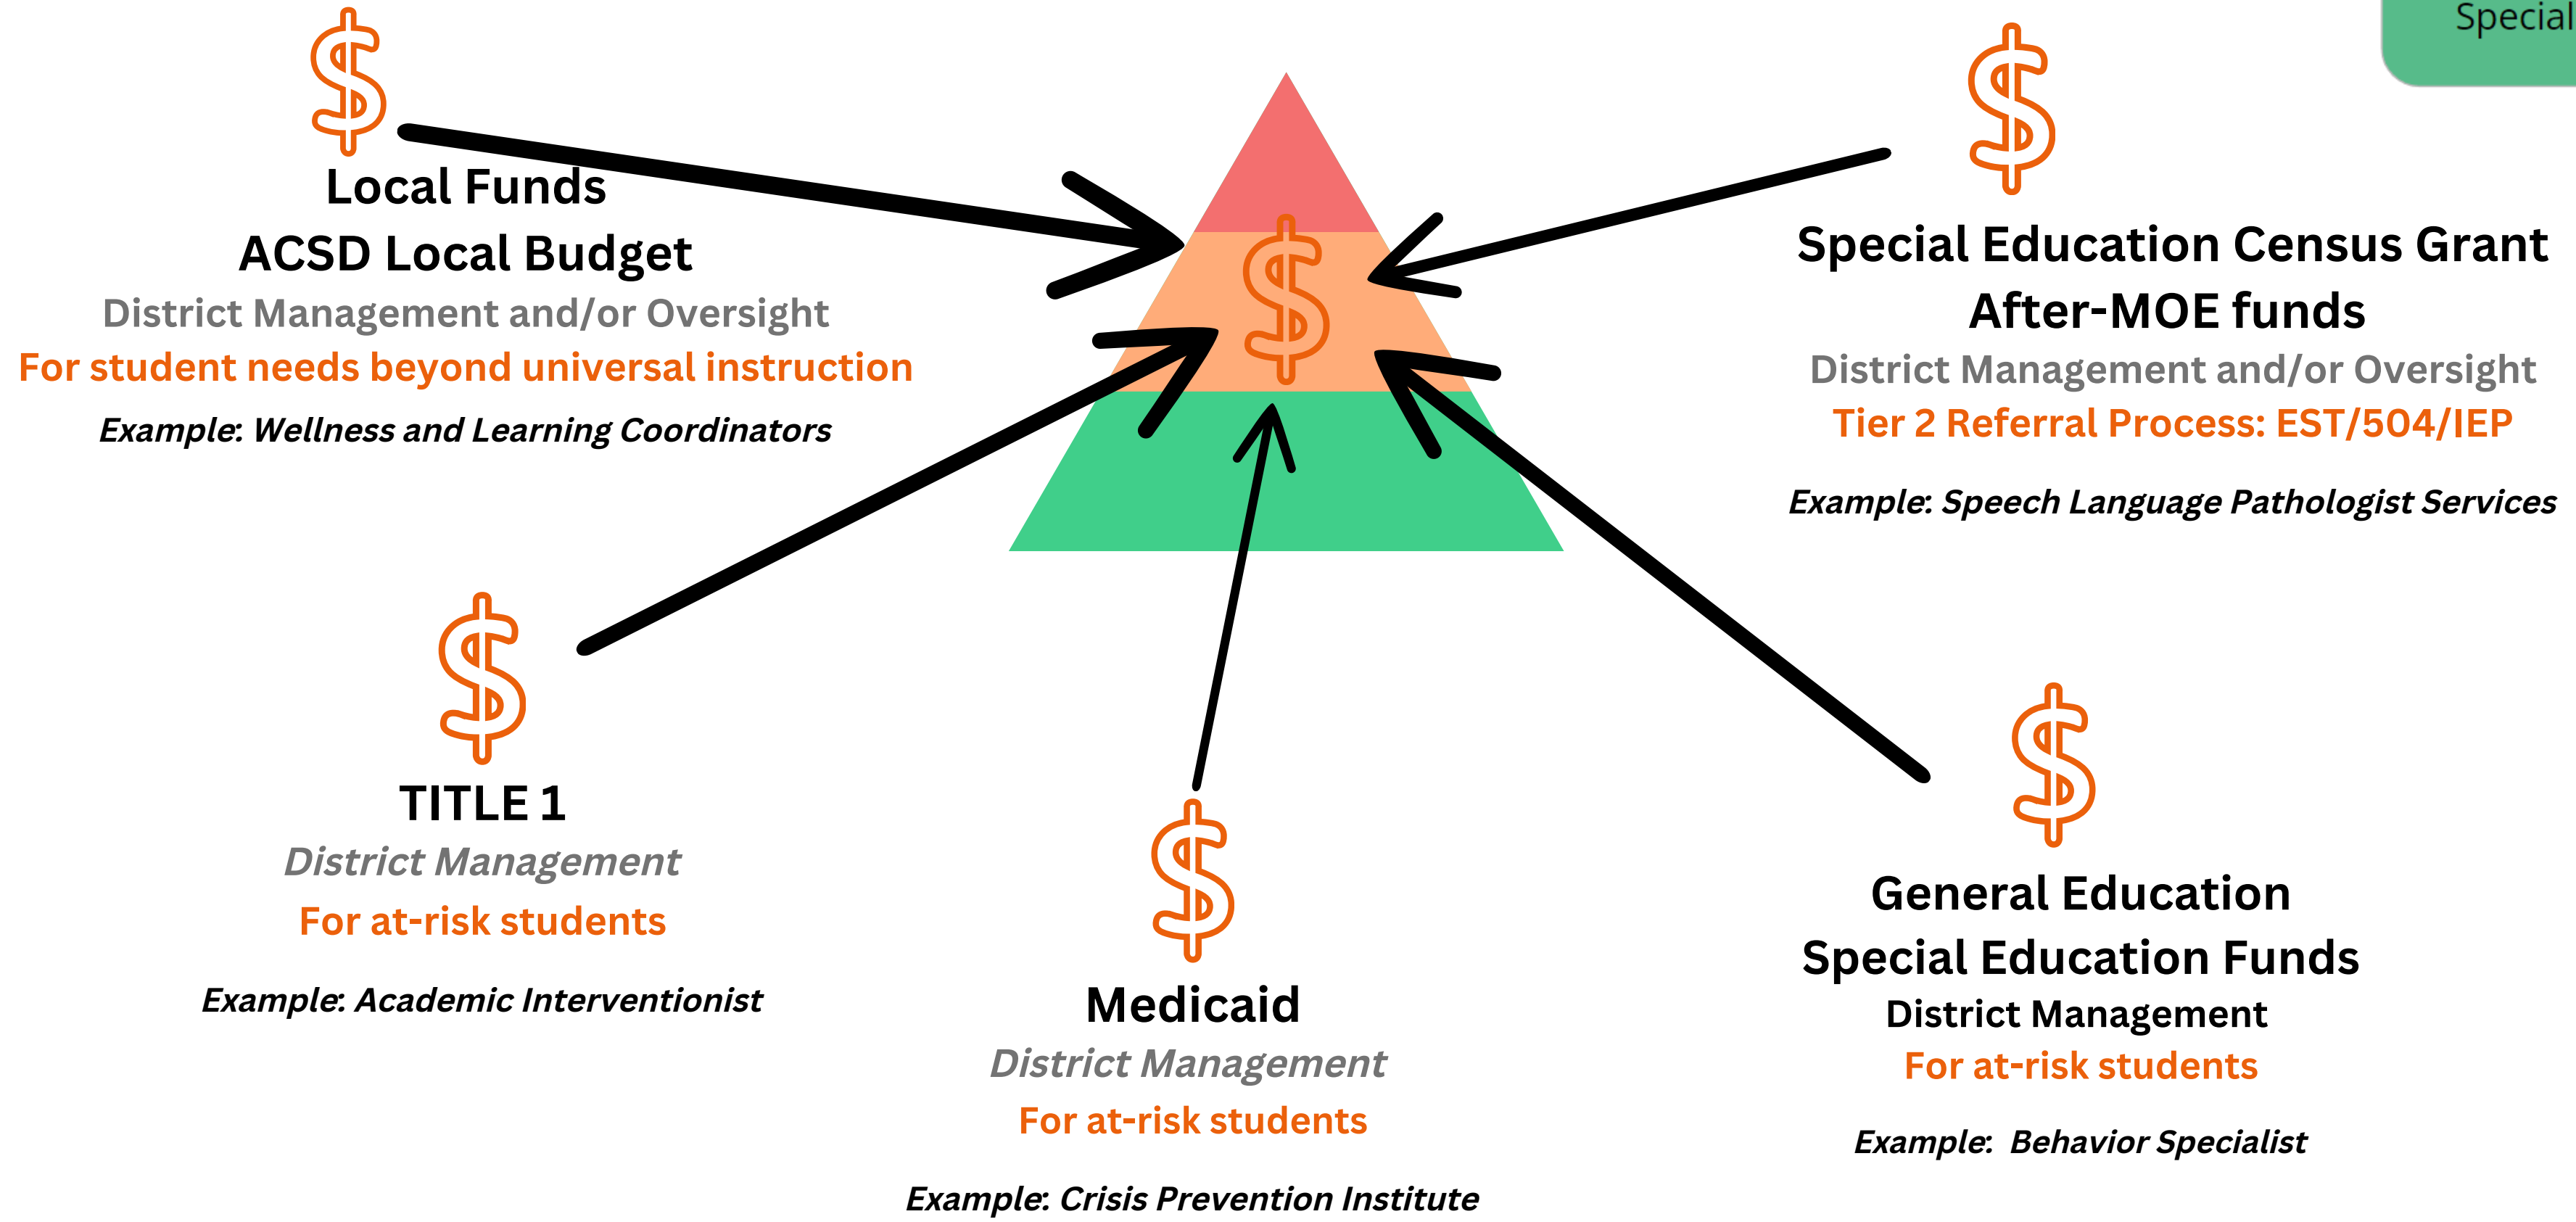 Special
Local Funds
ACSD Local Budget
District Management and/or Oversight
For student needs beyond universal instruction
Example: Wellness and Learning Coordinators
Special Education Census Grant
After-MOE funds
District Management and/or Oversight
Tier 2 Referral Process: EST/504/IEP
Example: Speech Language Pathologist Services
TITLE 1
District Management
For at-risk students
Example: Academic Interventionist
Medicaid
District Management
For at-risk students
Example: Crisis Prevention Institute
General Education
Special Education Funds
District Management
For at-risk students
Example: Behavior Specialist